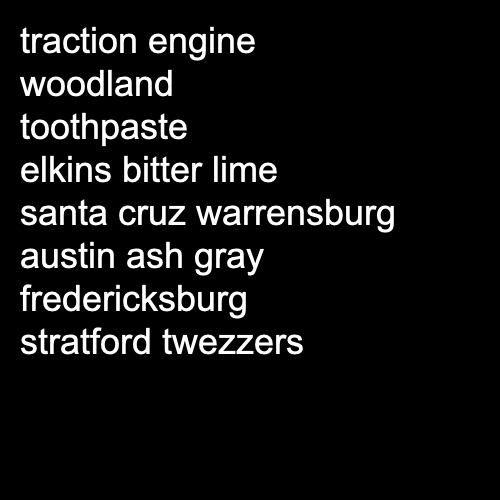 traction engine
woodland
toothpaste
elkins bitter lime
santa cruz warrensburg
austin ash gray
fredericksburg
stratford twezzers